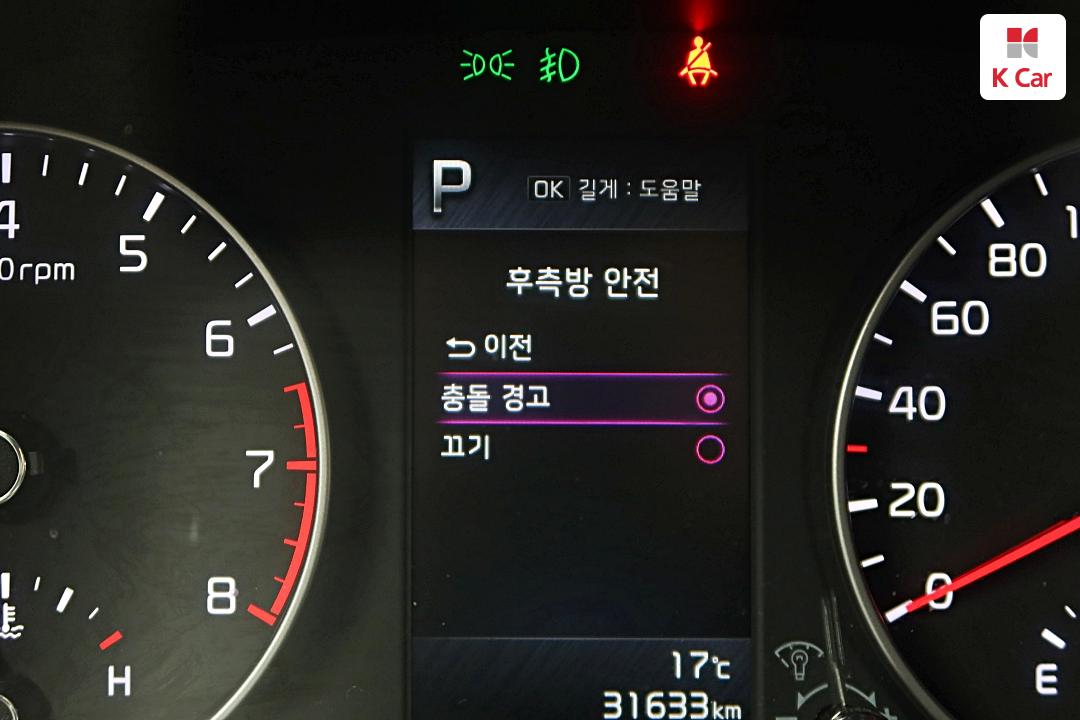 K Car
P
OK 길게 : 도움말
4
5
0rpm
6
7
8
H
후측방 안전
이전
충돌 경고
끄기
17℃
31633km
80
60
40
20
0
E